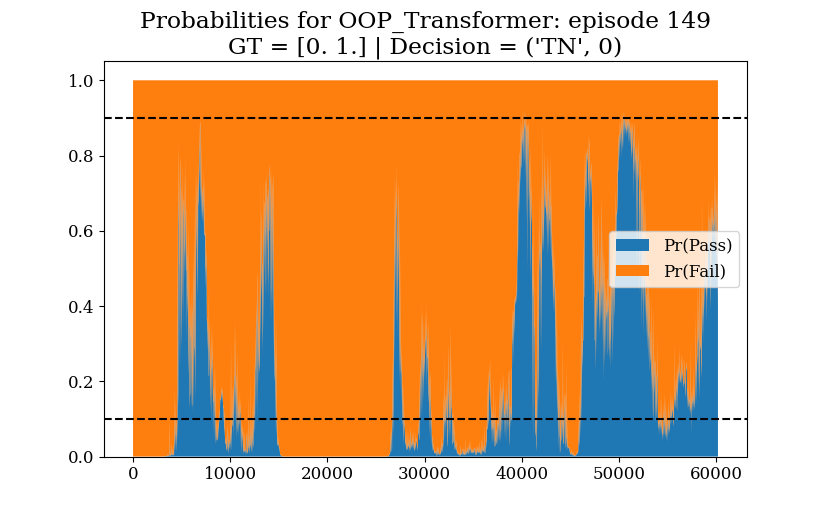 Probabilities for OOP_Transformer: episode 149
GT = [0. 1.] | Decision = ('TN', 0)
1.0
0.8
0.6
0.4
0.2
0.0
Pr(Pass)
Pr(Fail)
0 10000 20000 30000 40000 50000 60000